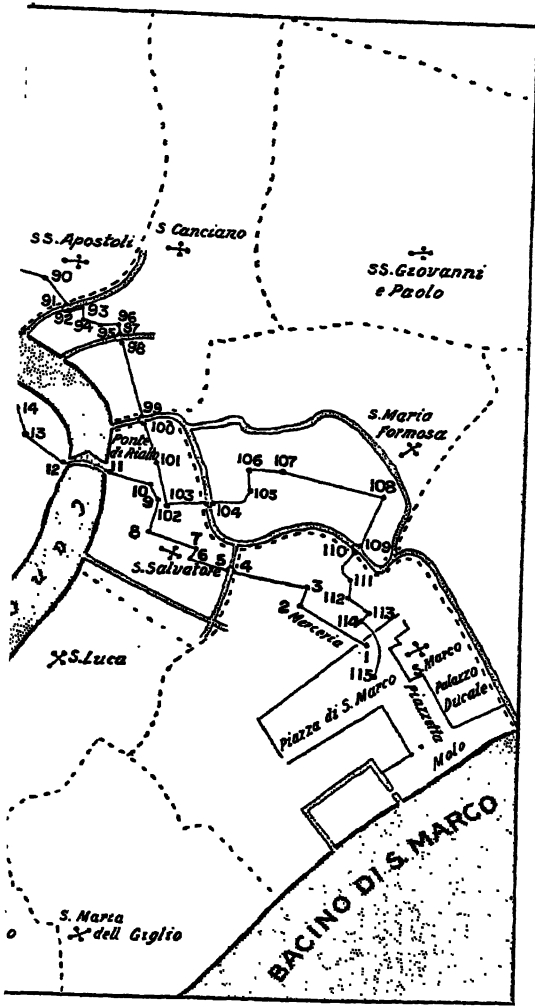 S Canciano
SS. Apostoli
SS. Giovanni
e Paolo
90
91
92
93
94
95
96
97
98
99
100
14
13
S. Maria
Formosa
Ponte
di Rialto
101
12
11
106
107
10
9
103
102
105
104
108
8
7
6
S. Salvatore
5
4
110
109
3
111
2
112
Merceria
114
113
1
115
S. Marco
S. Luca
Palazzo
Ducale
Piazza di S. Marco
Piazzetta
Molo
BACINO DI S. MARCO
S. Maria
dell Giglio
o